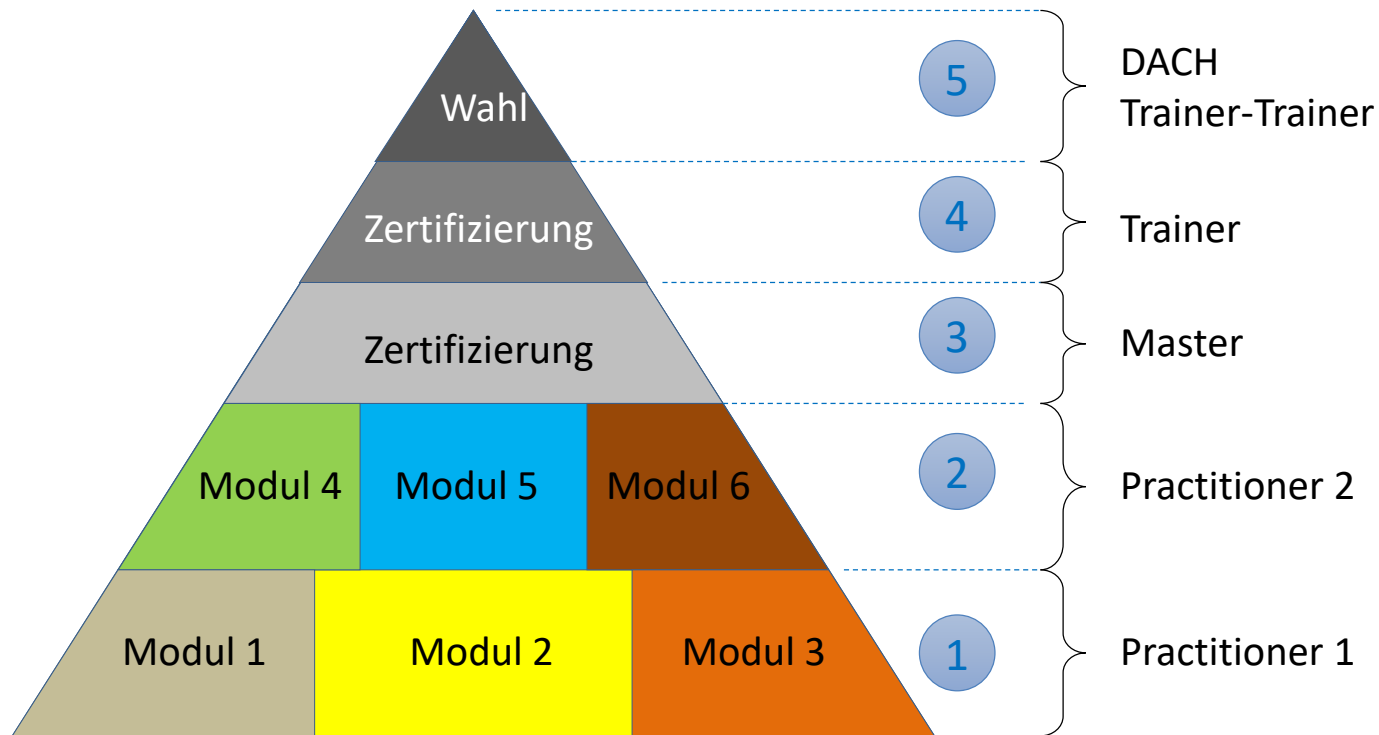 Wahl
5
DACH
Trainer-Trainer
Zertifizierung
4
Trainer
Zertifizierung
3
Master
Modul 4
Modul 5
Modul 6
2
Practitioner 2
Modul 1
Modul 2
Modul 3
1
Practitioner 1